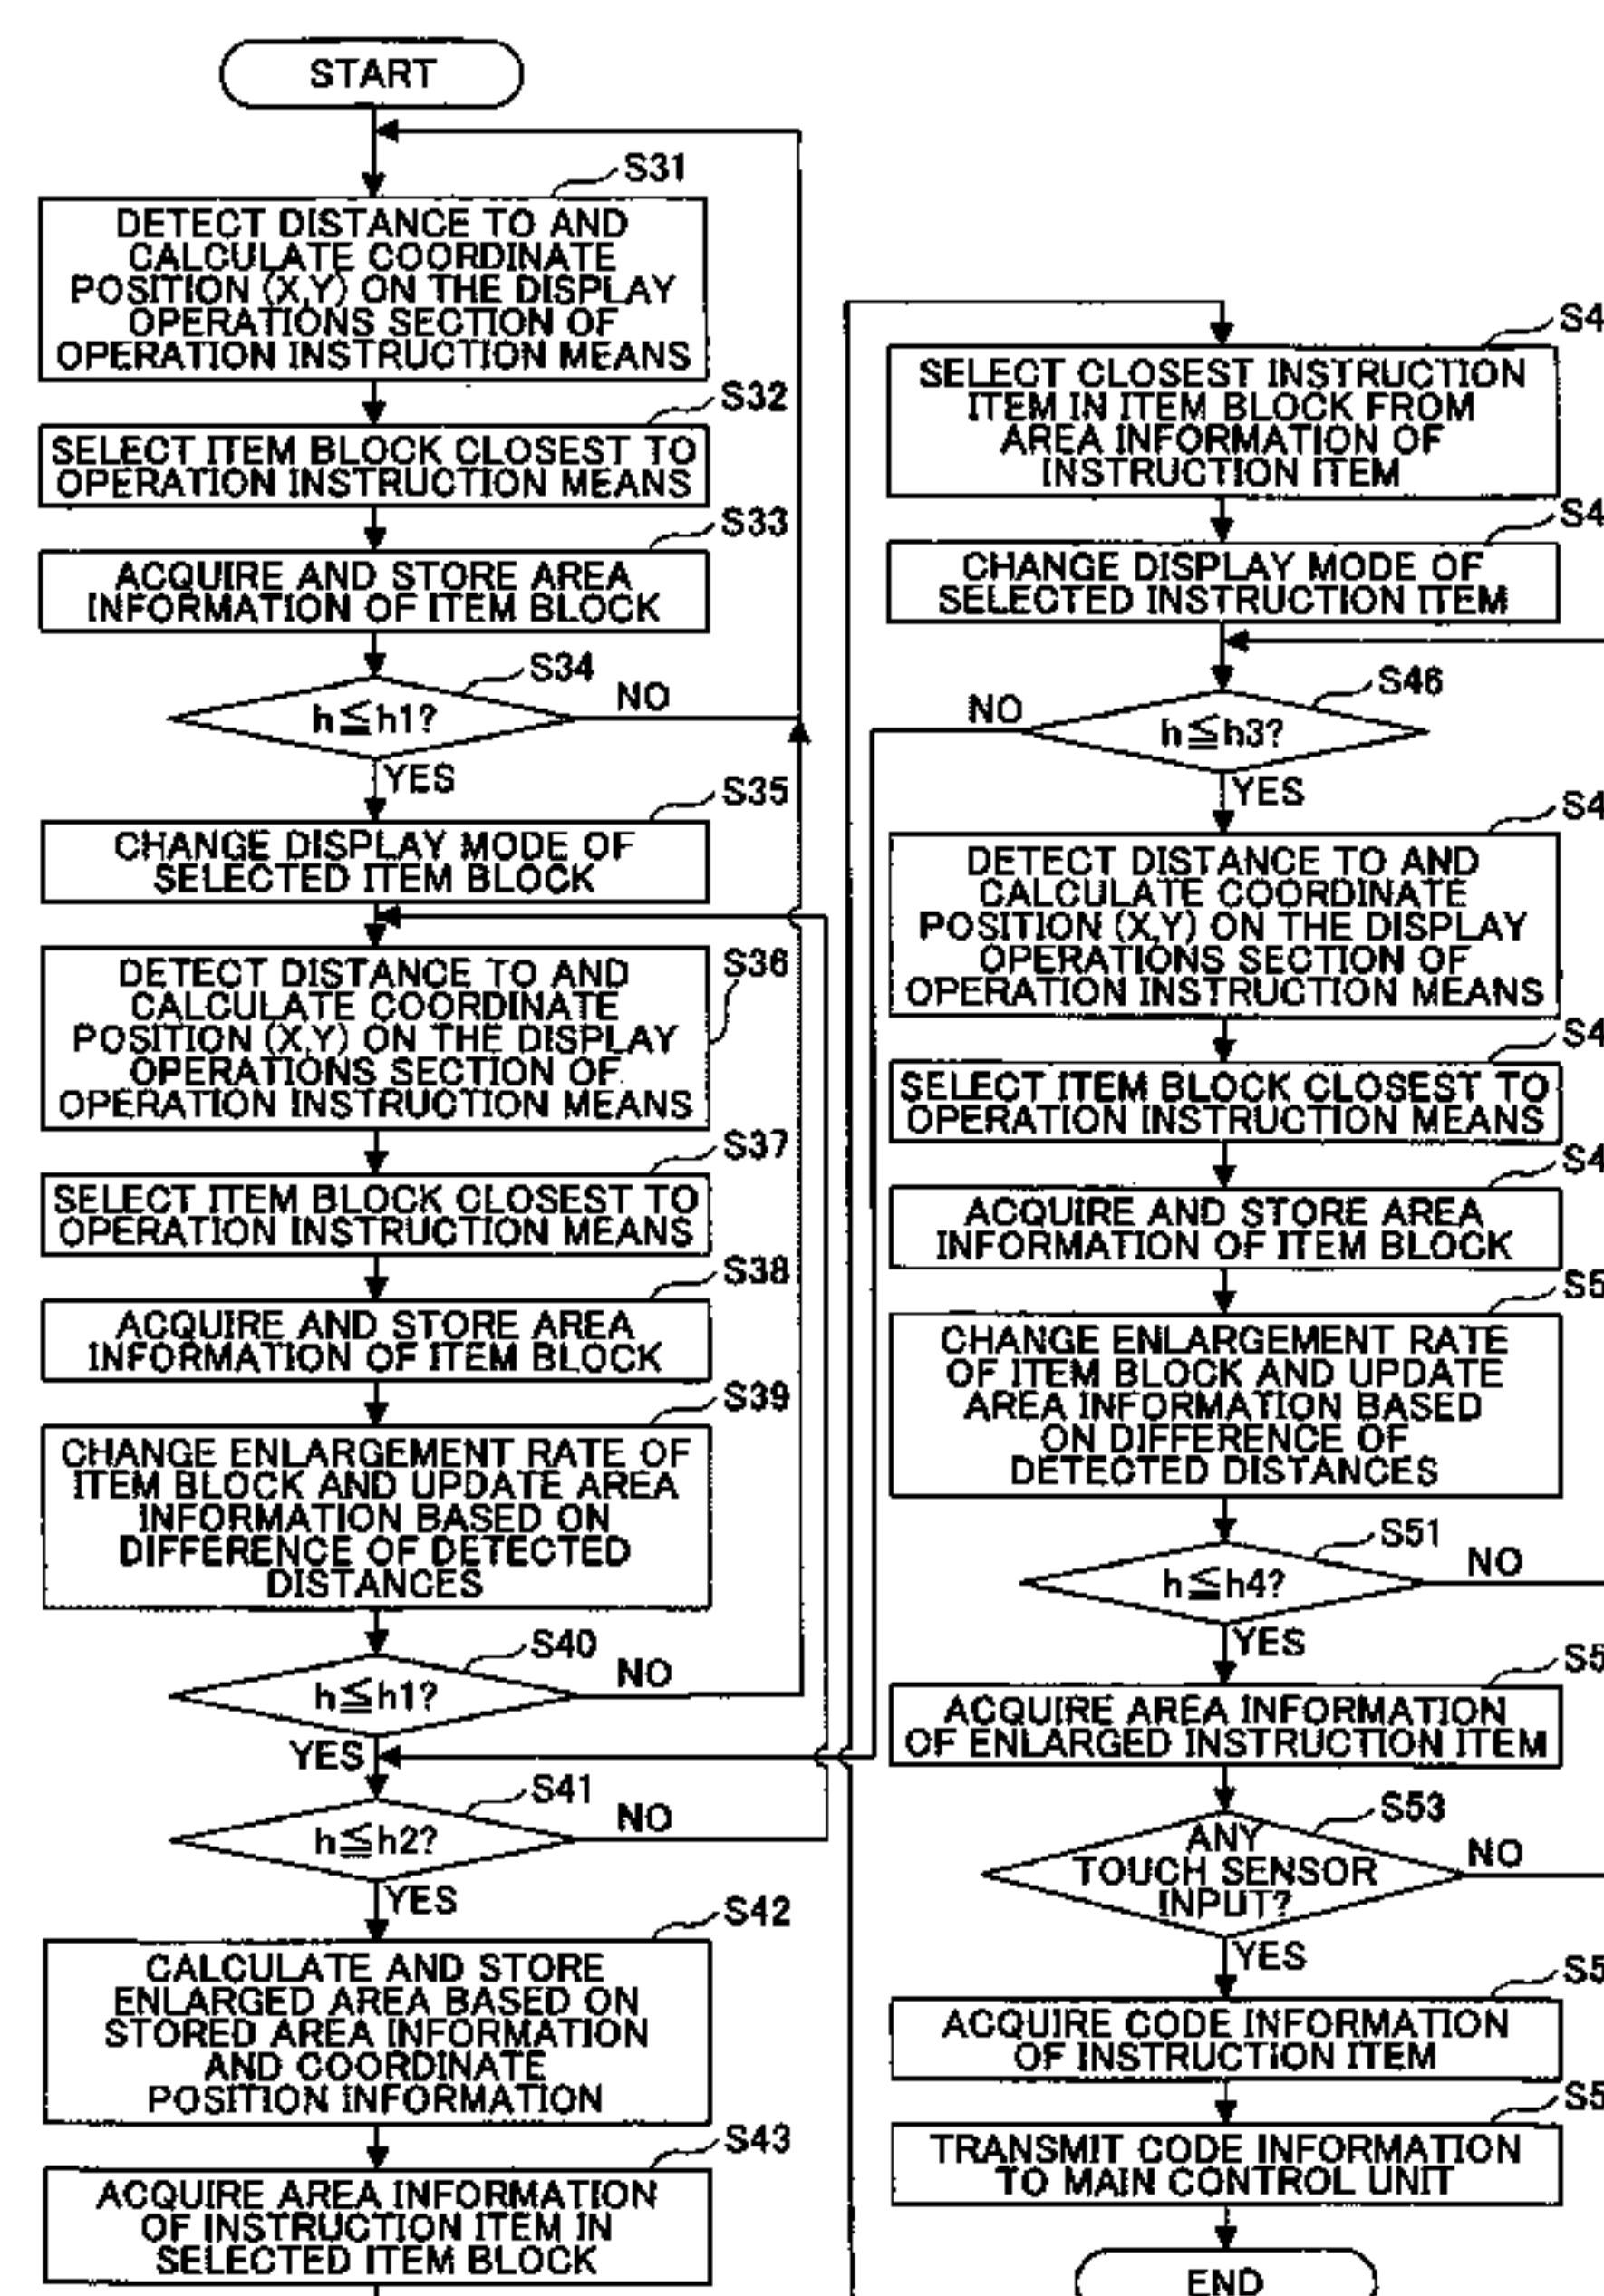 START
S31
DETECT DISTANCE TO AND
CALCULATE COORDINATE
POSITION (X,Y) ON THE DISPLAY
OPERATIONS SECTION OF
OPERATION INSTRUCTION MEANS
S32
SELECT ITEM BLOCK CLOSEST TO
OPERATION INSTRUCTION MEANS
S33
ACQUIRE AND STORE AREA
INFORMATION OF ITEM BLOCK
S34
h≦h1?
NO
YES
S35
CHANGE DISPLAY MODE OF
SELECTED ITEM BLOCK
S36
DETECT DISTANCE TO AND
CALCULATE COORDINATE
POSITION (X,Y) ON THE DISPLAY
OPERATIONS SECTION OF
OPERATION INSTRUCTION MEANS
S37
SELECT ITEM BLOCK CLOSEST TO
OPERATION INSTRUCTION MEANS
S38
ACQUIRE AND STORE AREA
INFORMATION OF ITEM BLOCK
S39
CHANGE ENLARGEMENT RATE OF
ITEM BLOCK AND UPDATE AREA
INFORMATION BASED ON
DIFFERENCE OF DETECTED
DISTANCES
S40
h≦h1?
NO
YES
S41
h≦h2?
NO
YES
S42
CALCULATE AND STORE
ENLARGED AREA BASED ON
STORED AREA INFORMATION
AND COORDINATE
POSITION INFORMATION
S43
ACQUIRE AREA INFORMATION
OF INSTRUCTION ITEM IN
SELECTED ITEM BLOCK
S4
SELECT CLOSEST INSTRUCTION
ITEM IN ITEM BLOCK FROM
AREA INFORMATION OF
INSTRUCTION ITEM
S4
CHANGE DISPLAY MODE OF
SELECTED INSTRUCTION ITEM
S46
NO
h≦h3?
YES
S4
DETECT DISTANCE TO AND
CALCULATE COORDINATE
POSITION (X,Y) ON THE DISPLAY
OPERATIONS SECTION OF
OPERATION INSTRUCTION MEANS
S4
SELECT ITEM BLOCK CLOSEST TO
OPERATION INSTRUCTION MEANS
S4
ACQUIRE AND STORE AREA
INFORMATION OF ITEM BLOCK
S5
CHANGE ENLARGEMENT RATE
OF ITEM BLOCK AND UPDATE
AREA INFORMATION BASED
ON DIFFERENCE OF
DETECTED DISTANCES
S51
h≦h4?
NO
YES
S5
ACQUIRE AREA INFORMATION
OF ENLARGED INSTRUCTION ITEM
S53
ANY
TOUCH SENSOR
INPUT?
NO
YES
S5
ACQUIRE CODE INFORMATION
OF INSTRUCTION ITEM
S5
TRANSMIT CODE INFORMATION
TO MAIN CONTROL UNIT
END